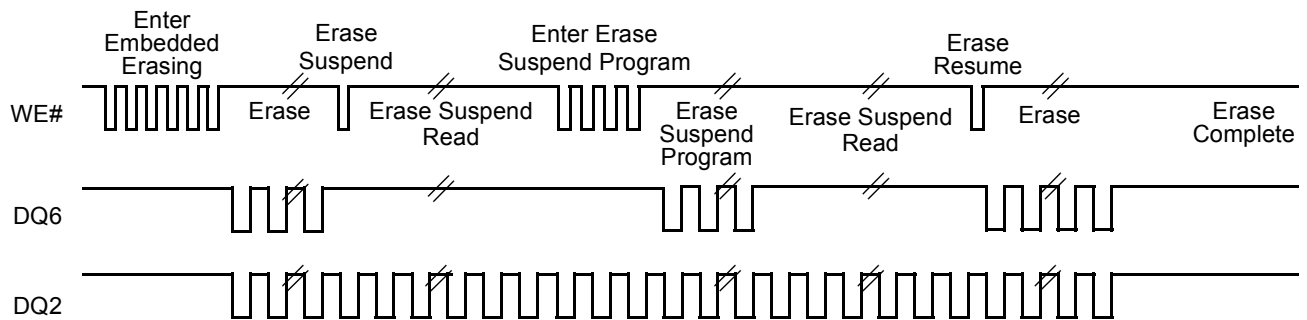 Enter
Embedded
Erasing
Erase
Suspend
Enter Erase
Suspend Program
Erase
Resume
WE#
Erase
Erase Suspend
Read
Erase
Suspend
Program
Erase Suspend
Read
Erase
Erase
Complete
DQ6
DQ2